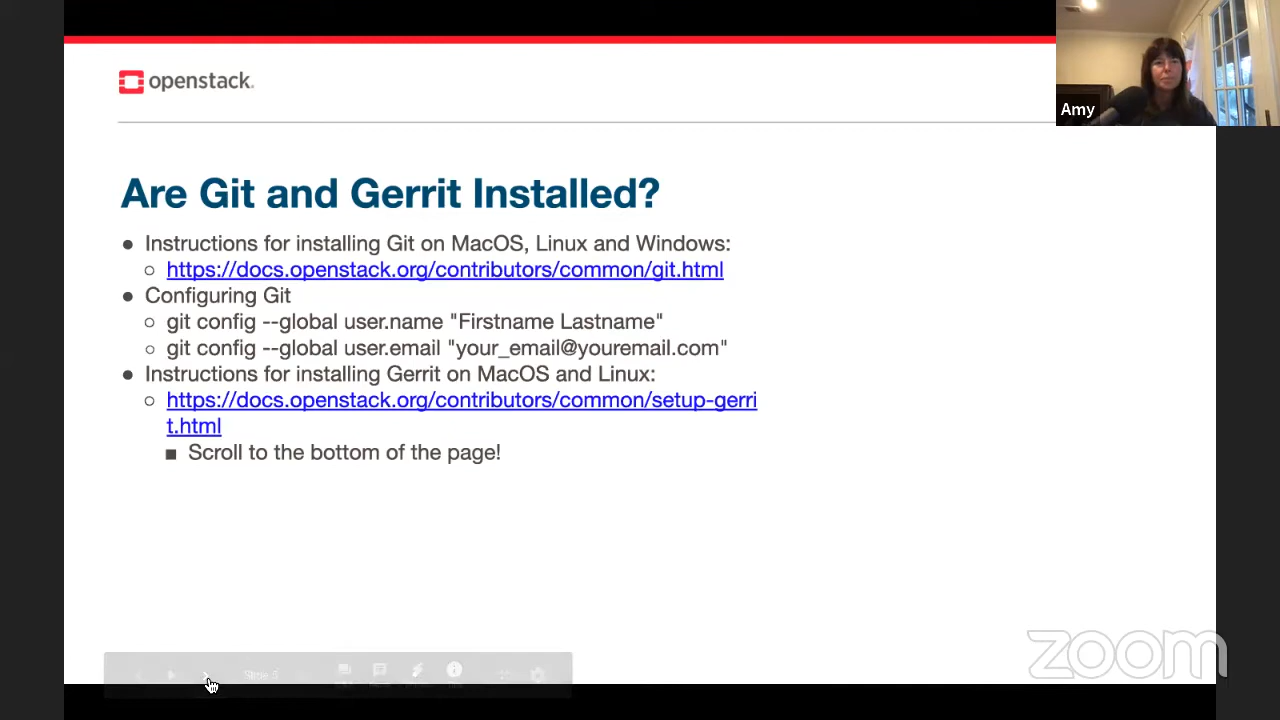 openstack.
Amy
Are Git and Gerrit Installed?
● Instructions for installing Git on MacOS, Linux and Windows:
○ https://docs.openstack.org/contributors/common/git.html
● Configuring Git
○ git config --global user.name "Firstname Lastname"
○ git config --global user.email "your_email@youremail.com"
● Instructions for installing Gerrit on MacOS and Linux:
○ https://docs.openstack.org/contributors/common/setup-gerri
t.html
■ Scroll to the bottom of the page!
zoom
Slide